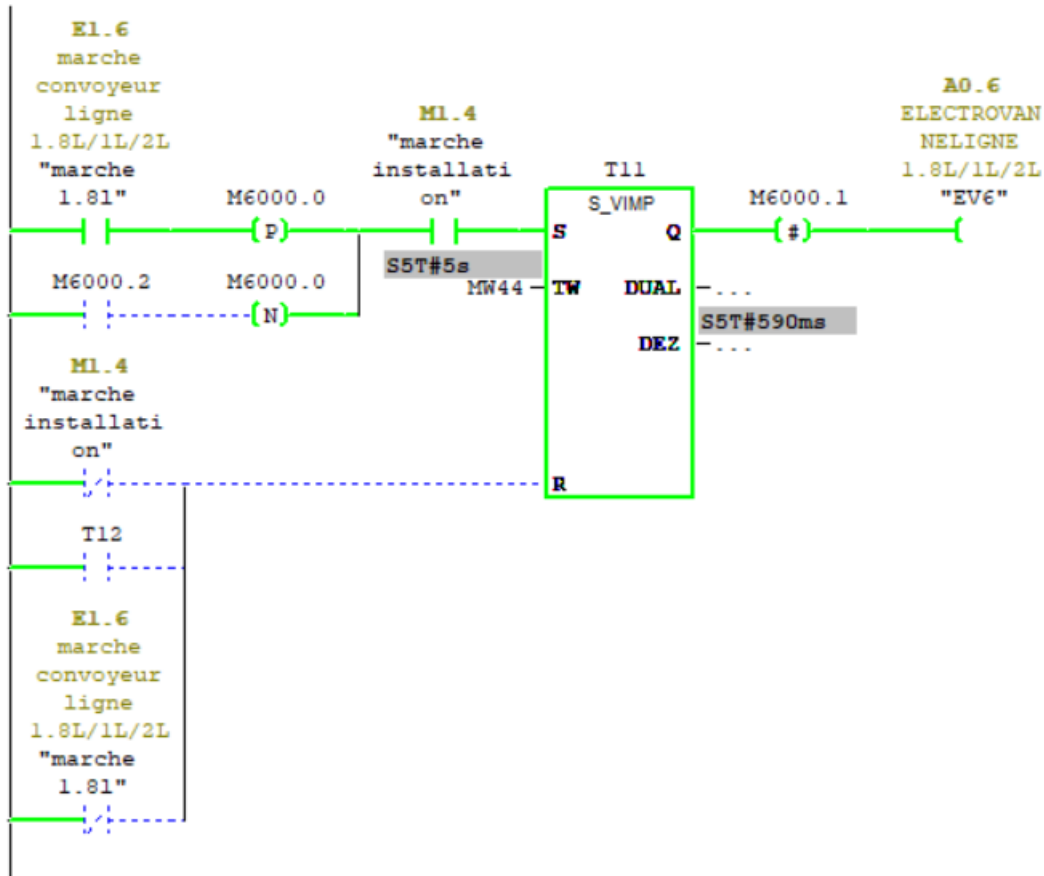 E1.6
marche
convoyeur
ligne
1.8L/1L/2L
"marche
1.81"
M6000.0
P
M1.4
"marche
installati
on"
T11
S_VIMP
S
Q
M6000.1
#
A0.6
ELECTROVAN
NELIGNE
1.8L/1L/2L
"EV6"
S5T#5s
MW44
TW
DUAL
...
S5T#590ms
DEZ
...
M6000.2
M6000.0
N
M1.4
"marche
installati
on"
R
T12
E1.6
marche
convoyeur
ligne
1.8L/1L/2L
"marche
1.81"